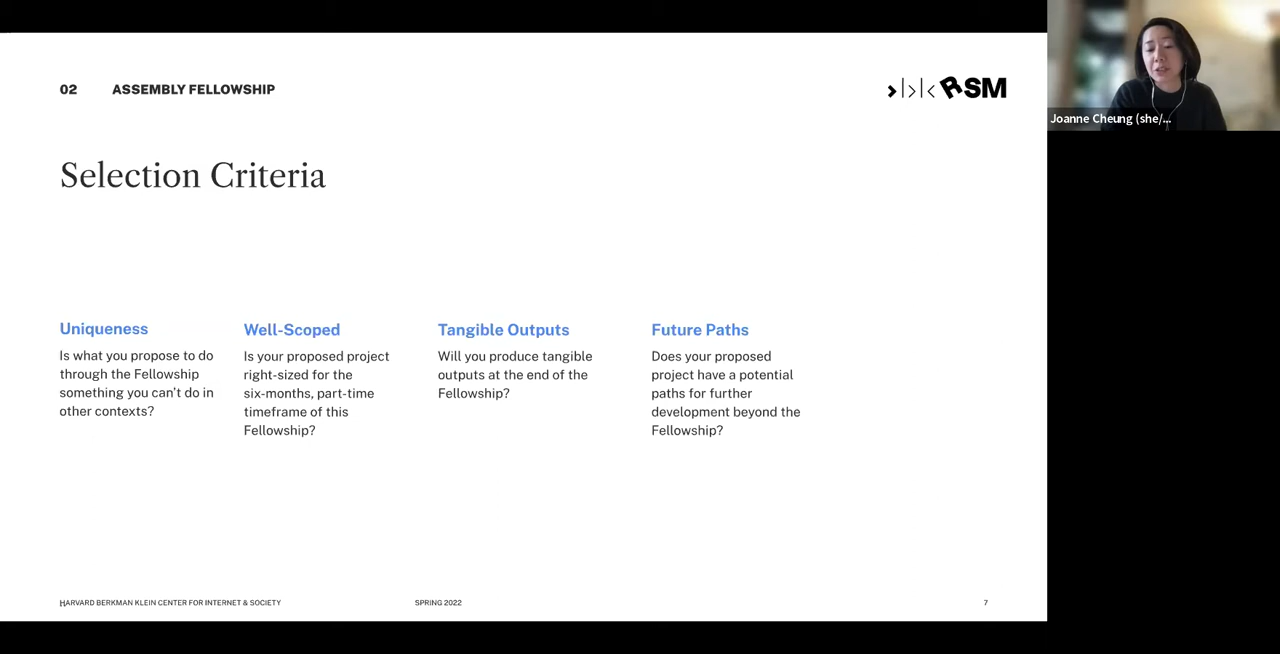 02 ASSEMBLY FELLOWSHIP
RSM
Joanne Cheung (she/...
Selection Criteria
Uniqueness
Is what you propose to do
through the Fellowship
something you can't do in
other contexts?
Well-Scoped
Is your proposed project
right-sized for the
six-months, part-time
timeframe of this
Fellowship?
Tangible Outputs
Will you produce tangible
outputs at the end of the
Fellowship?
Future Paths
Does your proposed
project have a potential
paths for further
development beyond the
Fellowship?
HARVARD BERKMAN KLEIN CENTER FOR INTERNET & SOCIETY
SPRING 2022
7